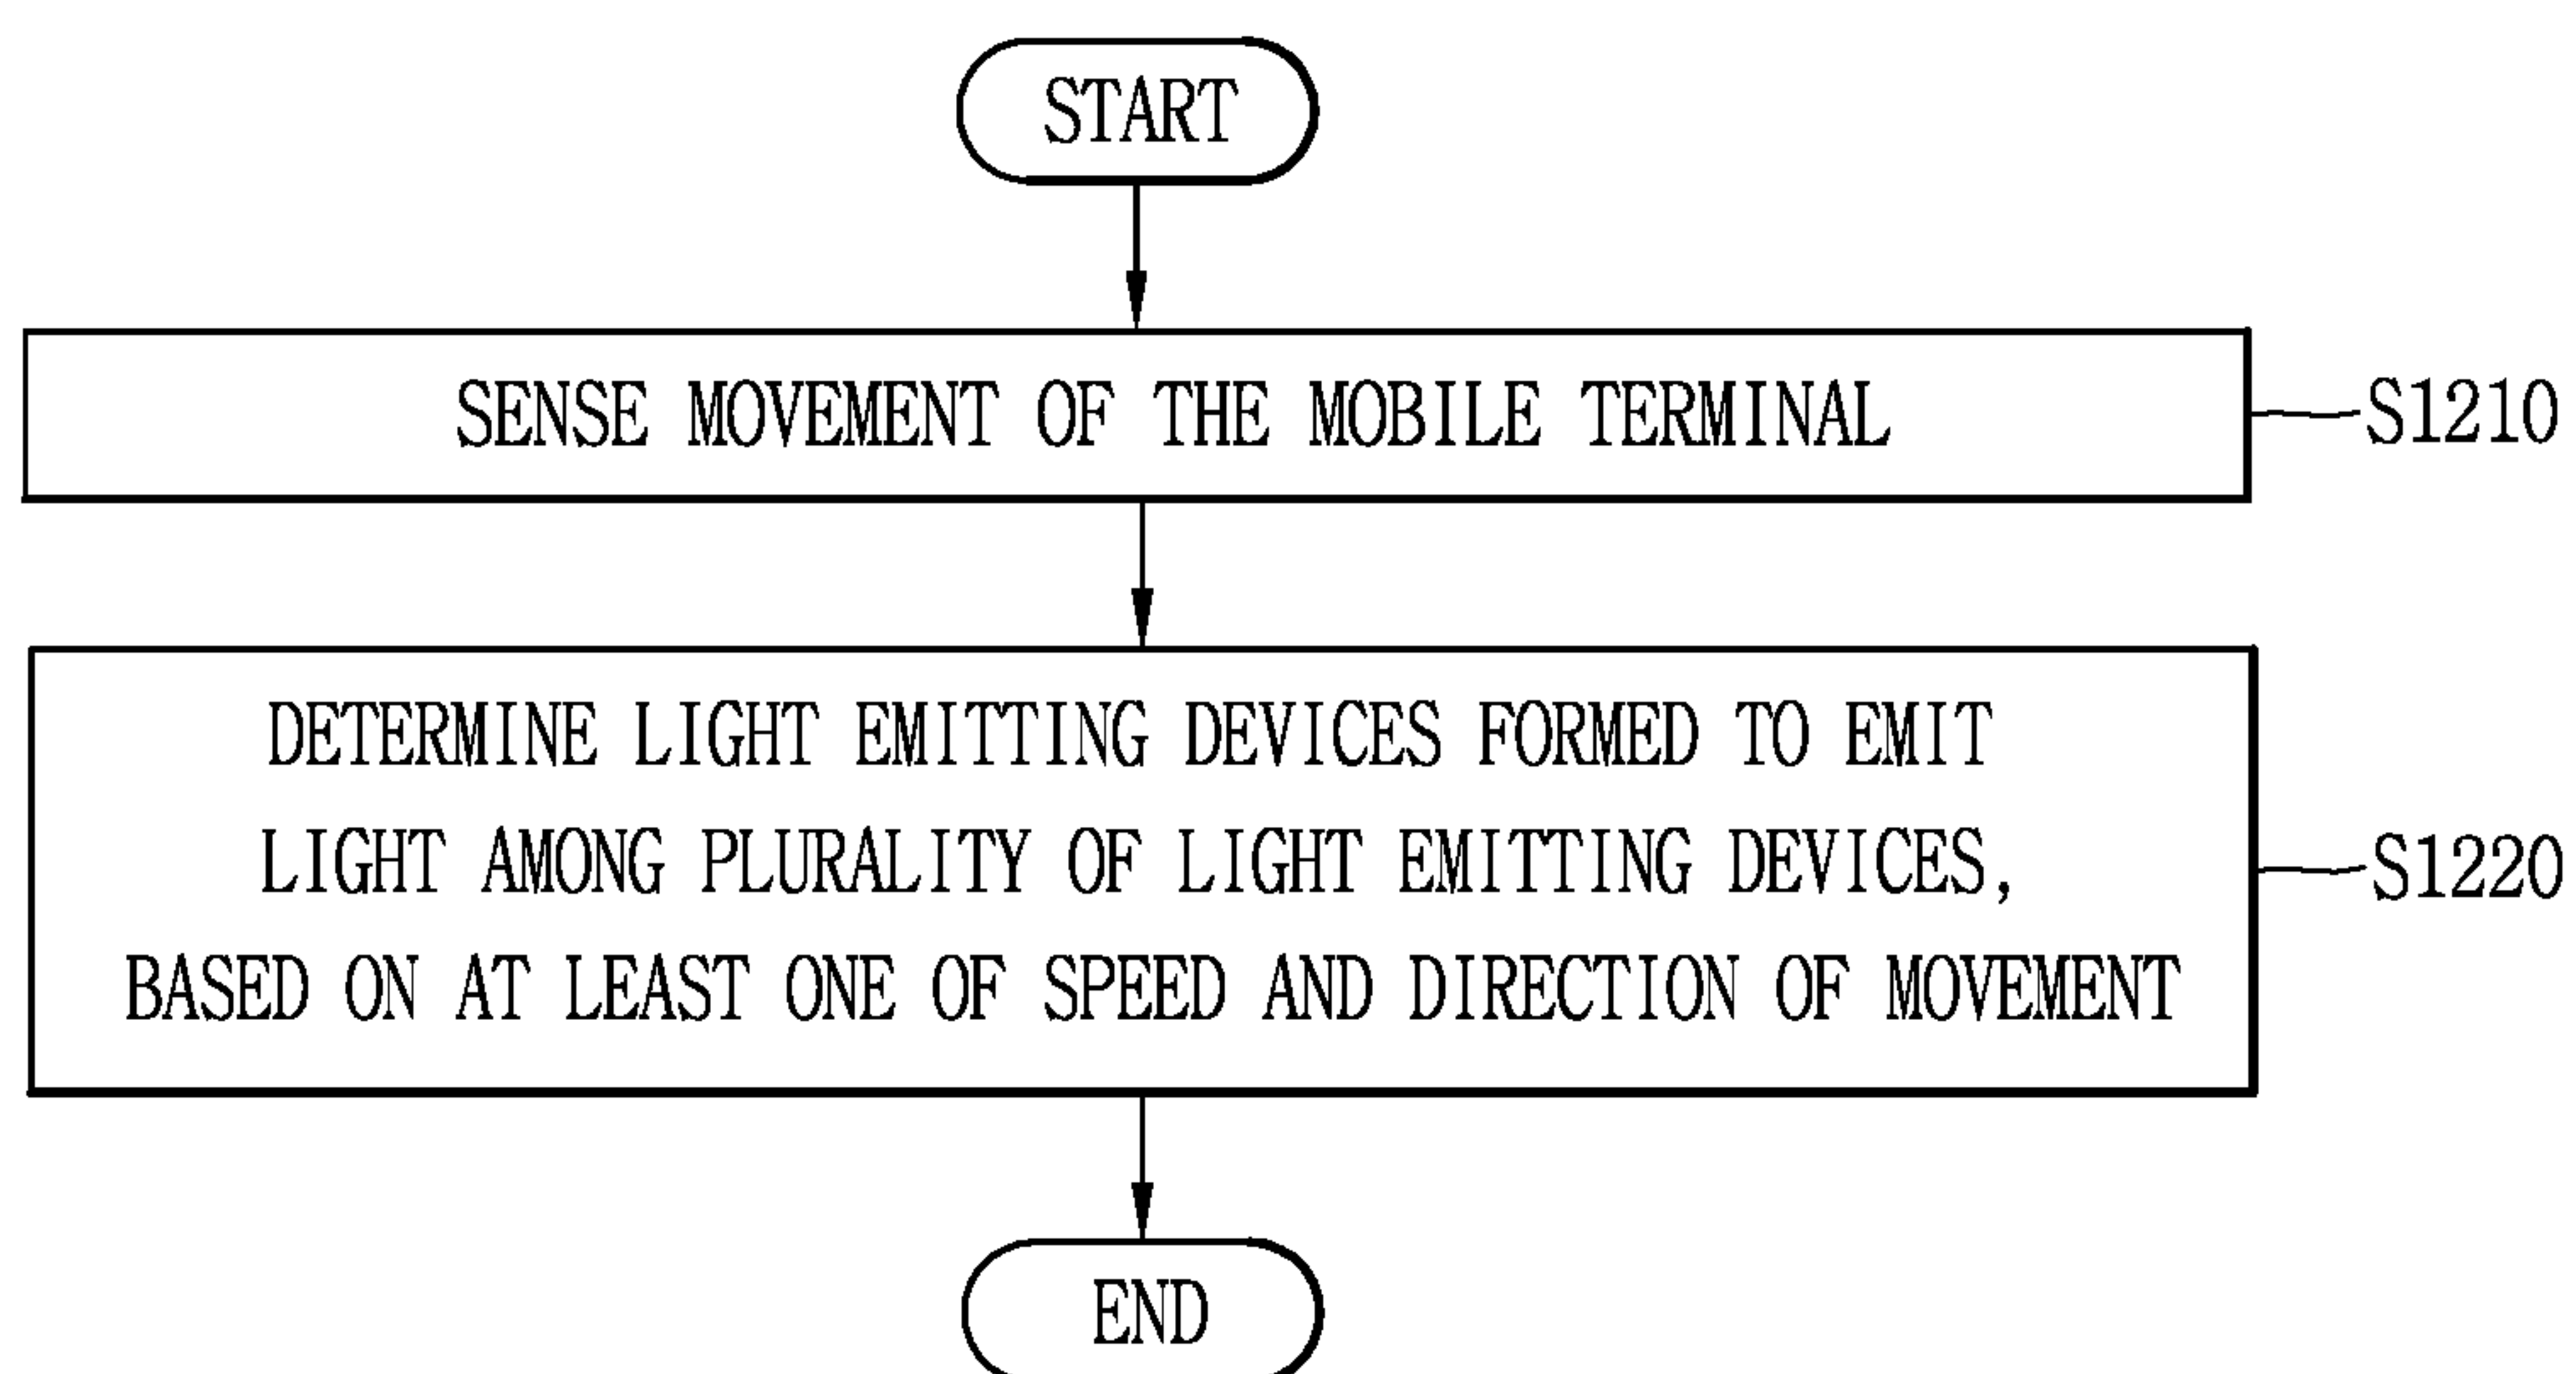 START
SENSE MOVEMENT OF THE MOBILE TERMINAL
S1210
DETERMINE LIGHT EMITTING DEVICES FORMED TO EMIT
LIGHT AMONG PLURALITY OF LIGHT EMITTING DEVICES,
BASED ON AT LEAST ONE OF SPEED AND DIRECTION OF MOVEMENT
S1220
END